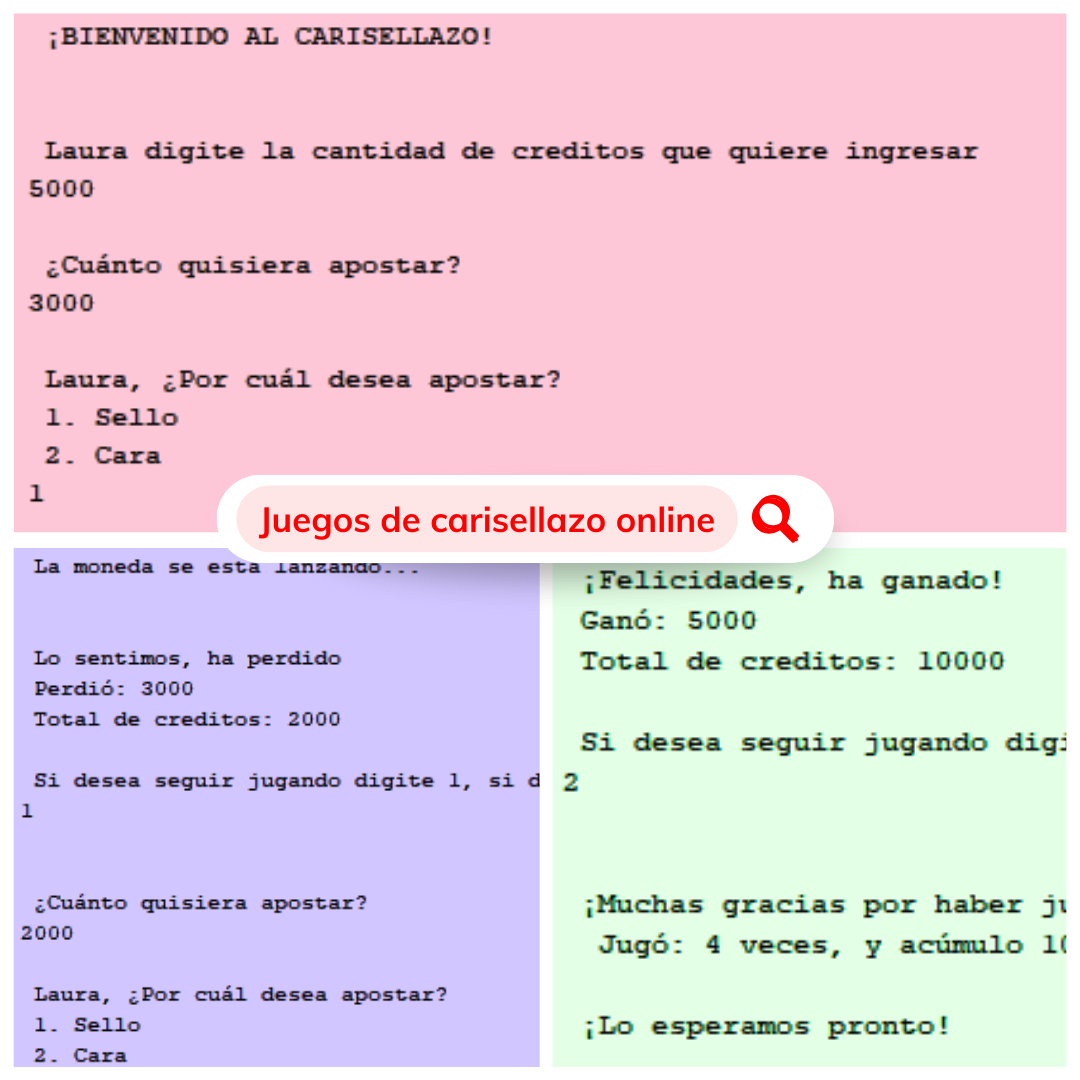 ¡BIENVENIDO AL CARISELLAZO!
Laura digite la cantidad de creditos que quiere ingresar
5000
¿Cuánto quisiera apostar?
3000
Laura, ¿Por cuál desea apostar?
1. Sello
2. Cara
1
Juegos de carisellazo online
La moneda se esta lanzando...
Lo sentimos, ha perdido
Perdió: 3000
Total de creditos: 2000
Si desea seguir jugando digite 1, si d
1
¿Cuánto quisiera apostar?
2000
Laura, ¿Por cuál desea apostar?
1. Sello
2. Cara
¡Felicidades, ha ganado!
Ganó: 5000
Total de creditos: 10000
Si desea seguir jugando digi
2
¡Muchas gracias por haber ju
Jugó: 4 veces, y acúmulo 10
¡Lo esperamos pronto!